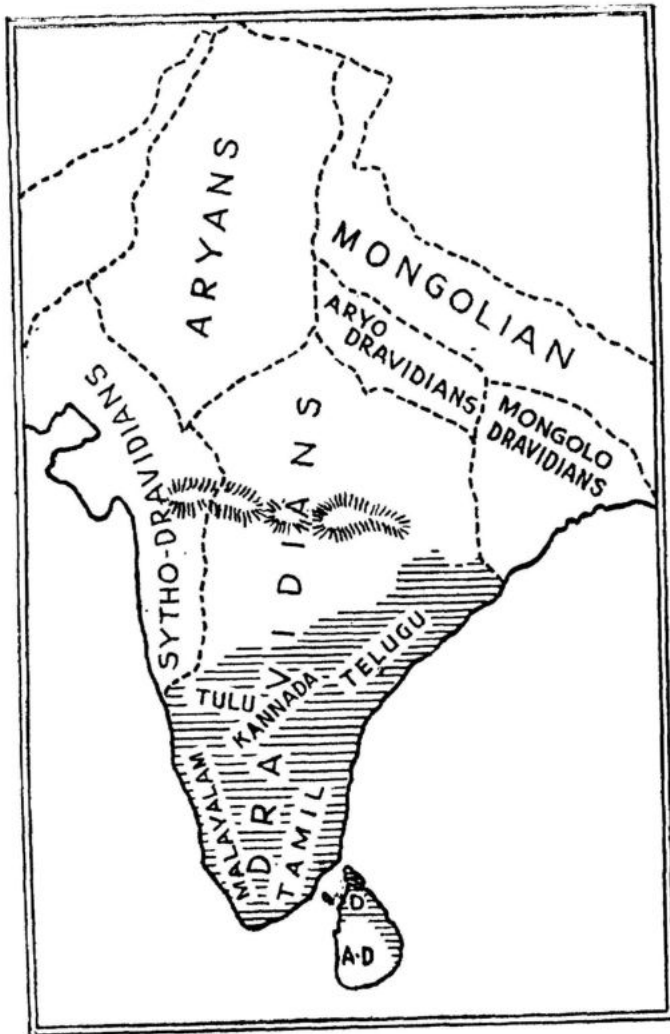 ARYANS
MONGOLIAN
ARYO
DRAVIDIANS
MONGOLO
DRAVIDIANS
SYTHO-DRAVIDIANS
DRAVIDIANS
TELUGU
TULU
KANNADA
MALAYALAM
TAMIL
D
A-D